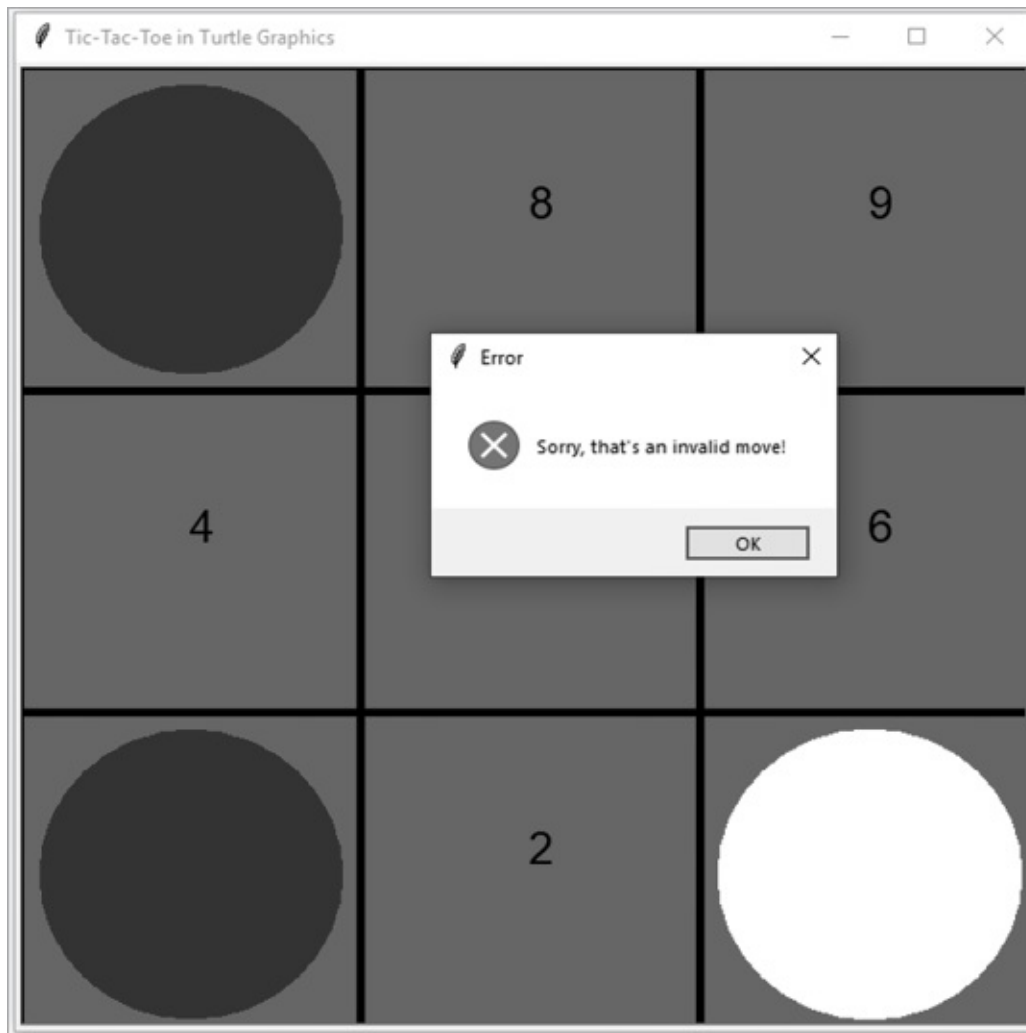 Tic-Tac-Toe in Turtle Graphics
8 9
Error
Sorry, that's an invalid move!
4 6
OK
2